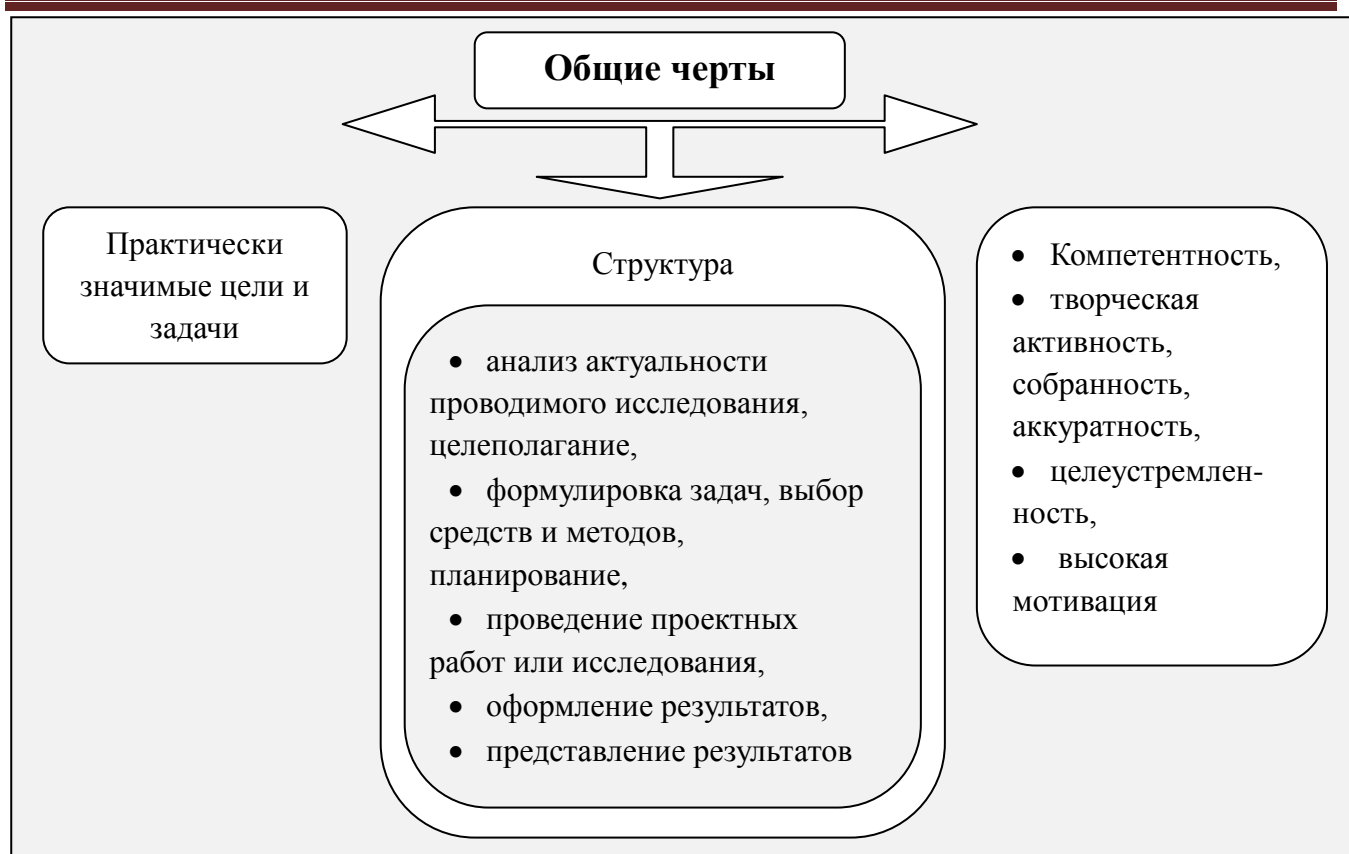 Общие черты
Практически
значимые цели и
задачи
Структура
• анализ актуальности
проводимого исследования,
целеполагание,
• формулировка задач, выбор
средств и методов,
планирование,
• проведение проектных
работ или исследования,
• оформление результатов,
• представление результатов
• Компетентность,
• творческая
активность,
собранность,
аккуратность,
• целеустремлен-
ность,
• высокая
мотивация